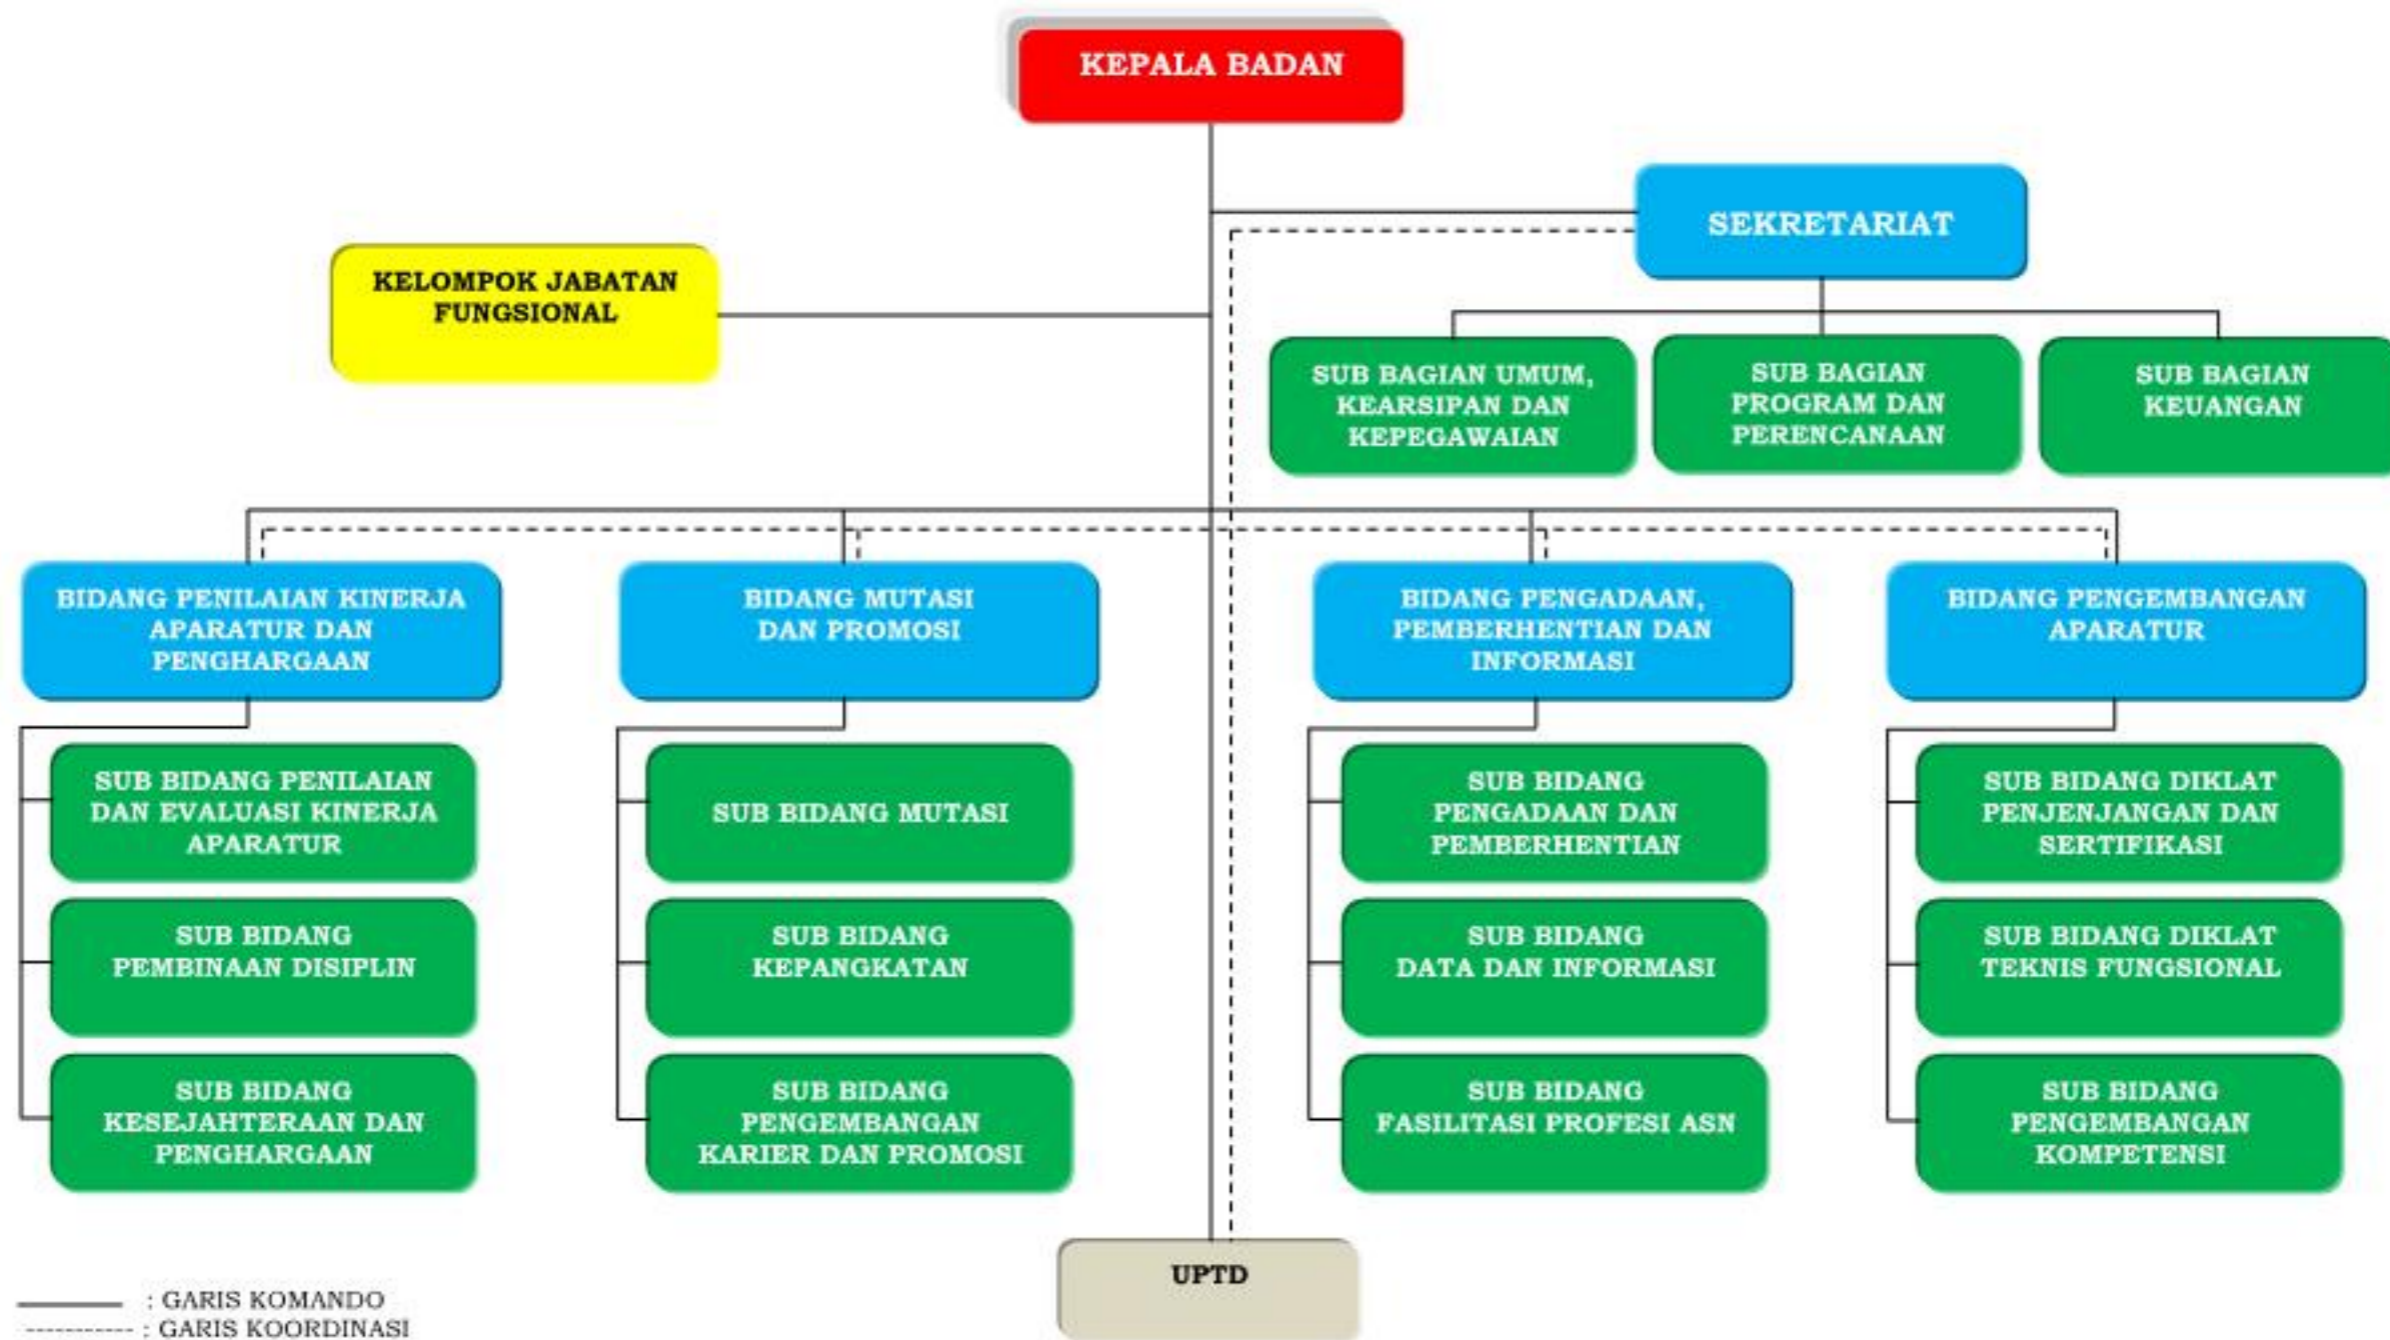 KEPALA BADAN
SEKRETARIAT
KELOMPOK JABATAN
FUNGSIONAL
SUB BAGIAN UMUM,
KEARSIPAN DAN
KEPEGAWAIAN
SUB BAGIAN
PROGRAM DAN
PERENCANAAN
SUB BAGIAN
KEUANGAN
BIDANG PENILAIAN KINERJA
APARATUR DAN
PENGHARGAAN
BIDANG MUTASI
DAN PROMOSI
BIDANG PENGADAAN,
PEMBERHENTIAN DAN
INFORMASI
BIDANG PENGEMBANGAN
APARATUR
SUB BIDANG PENILAIAN
DAN EVALUASI KINERJA
APARATUR
SUB BIDANG MUTASI
SUB BIDANG
PENGADAAN DAN
PEMBERHENTIAN
SUB BIDANG DIKLAT
PENJENJANGAN DAN
SERTIFIKASI
SUB BIDANG
PEMBINAAN DISIPLIN
SUB BIDANG
KEPANGKATAN
SUB BIDANG
DATA DAN INFORMASI
SUB BIDANG DIKLAT
TEKNIS FUNGSIONAL
SUB BIDANG
KESEJAHTERAAN DAN
PENGHARGAAN
SUB BIDANG
PENGEMBANGAN
KARIER DAN PROMOSI
SUB BIDANG
FASILITASI PROFESI ASN
SUB BIDANG
PENGEMBANGAN
KOMPETENSI
UPTD
: GARIS KOMANDO
: GARIS KOORDINASI